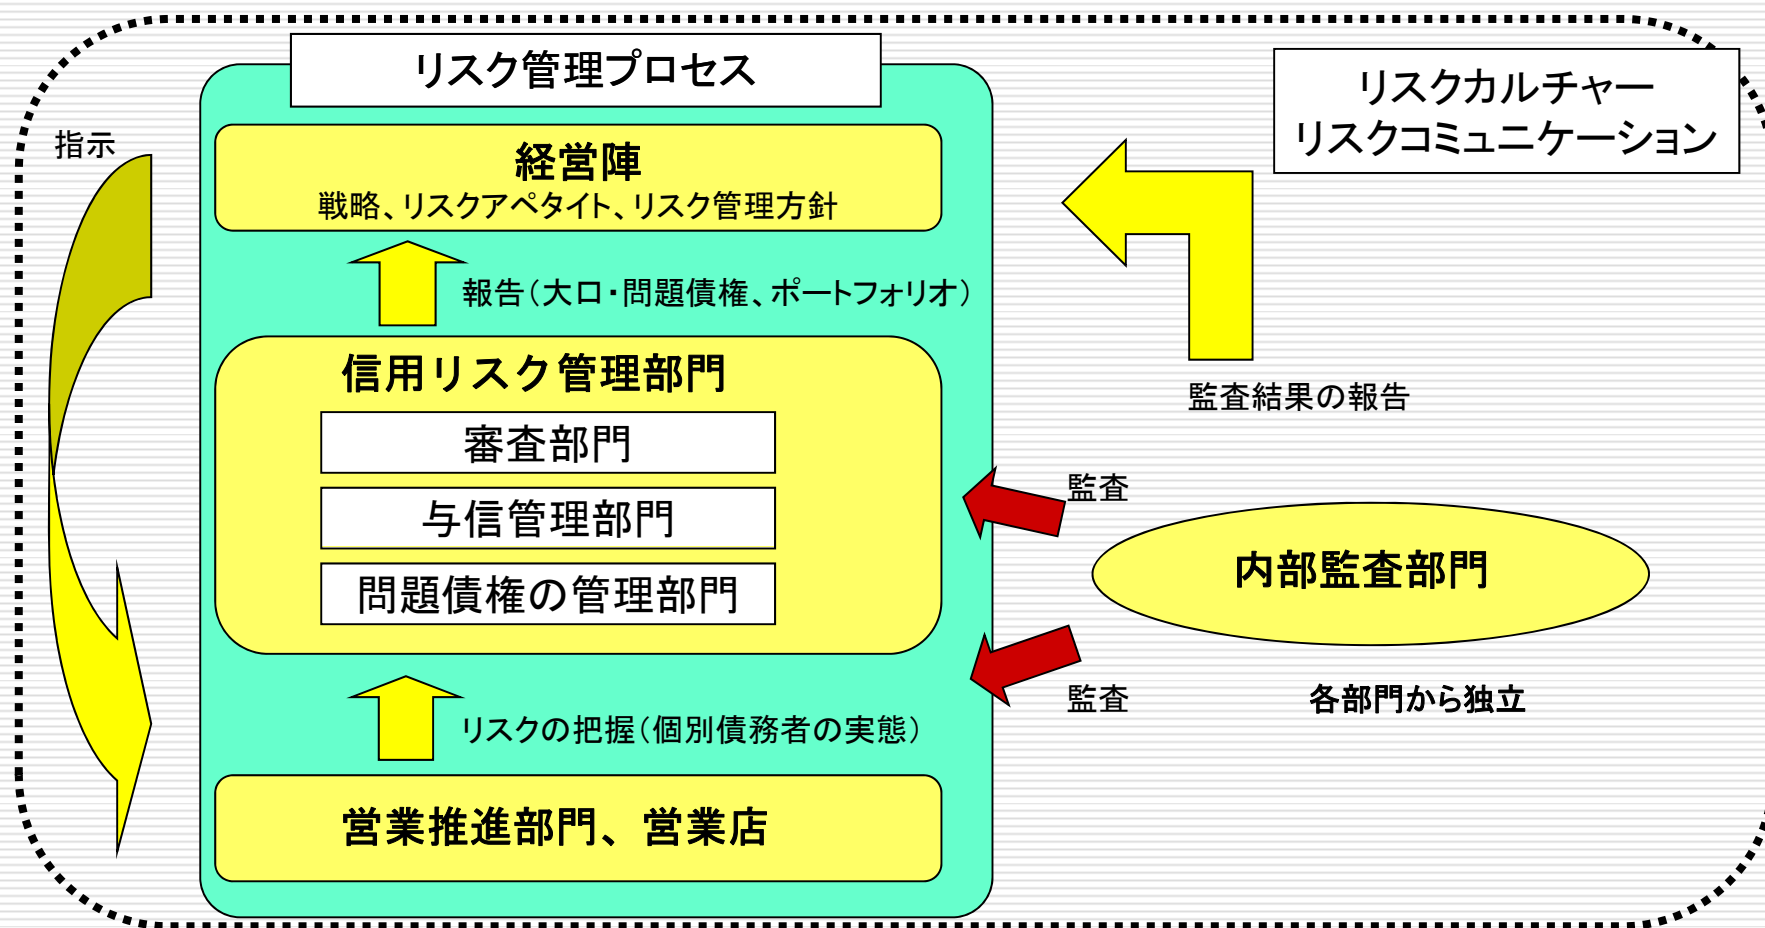 リスク管理プロセス
リスクカルチャー
リスクコミュニケーション
指示
経営陣
戦略、リスクアペタイト、リスク管理方針
報告(大口・問題債権、ポートフォリオ)
信用リスク管理部門
審査部門
与信管理部門
問題債権の管理部門
監査結果の報告
監査
内部監査部門
監査
各部門から独立
リスクの把握(個別債務者の実態)
営業推進部門、営業店